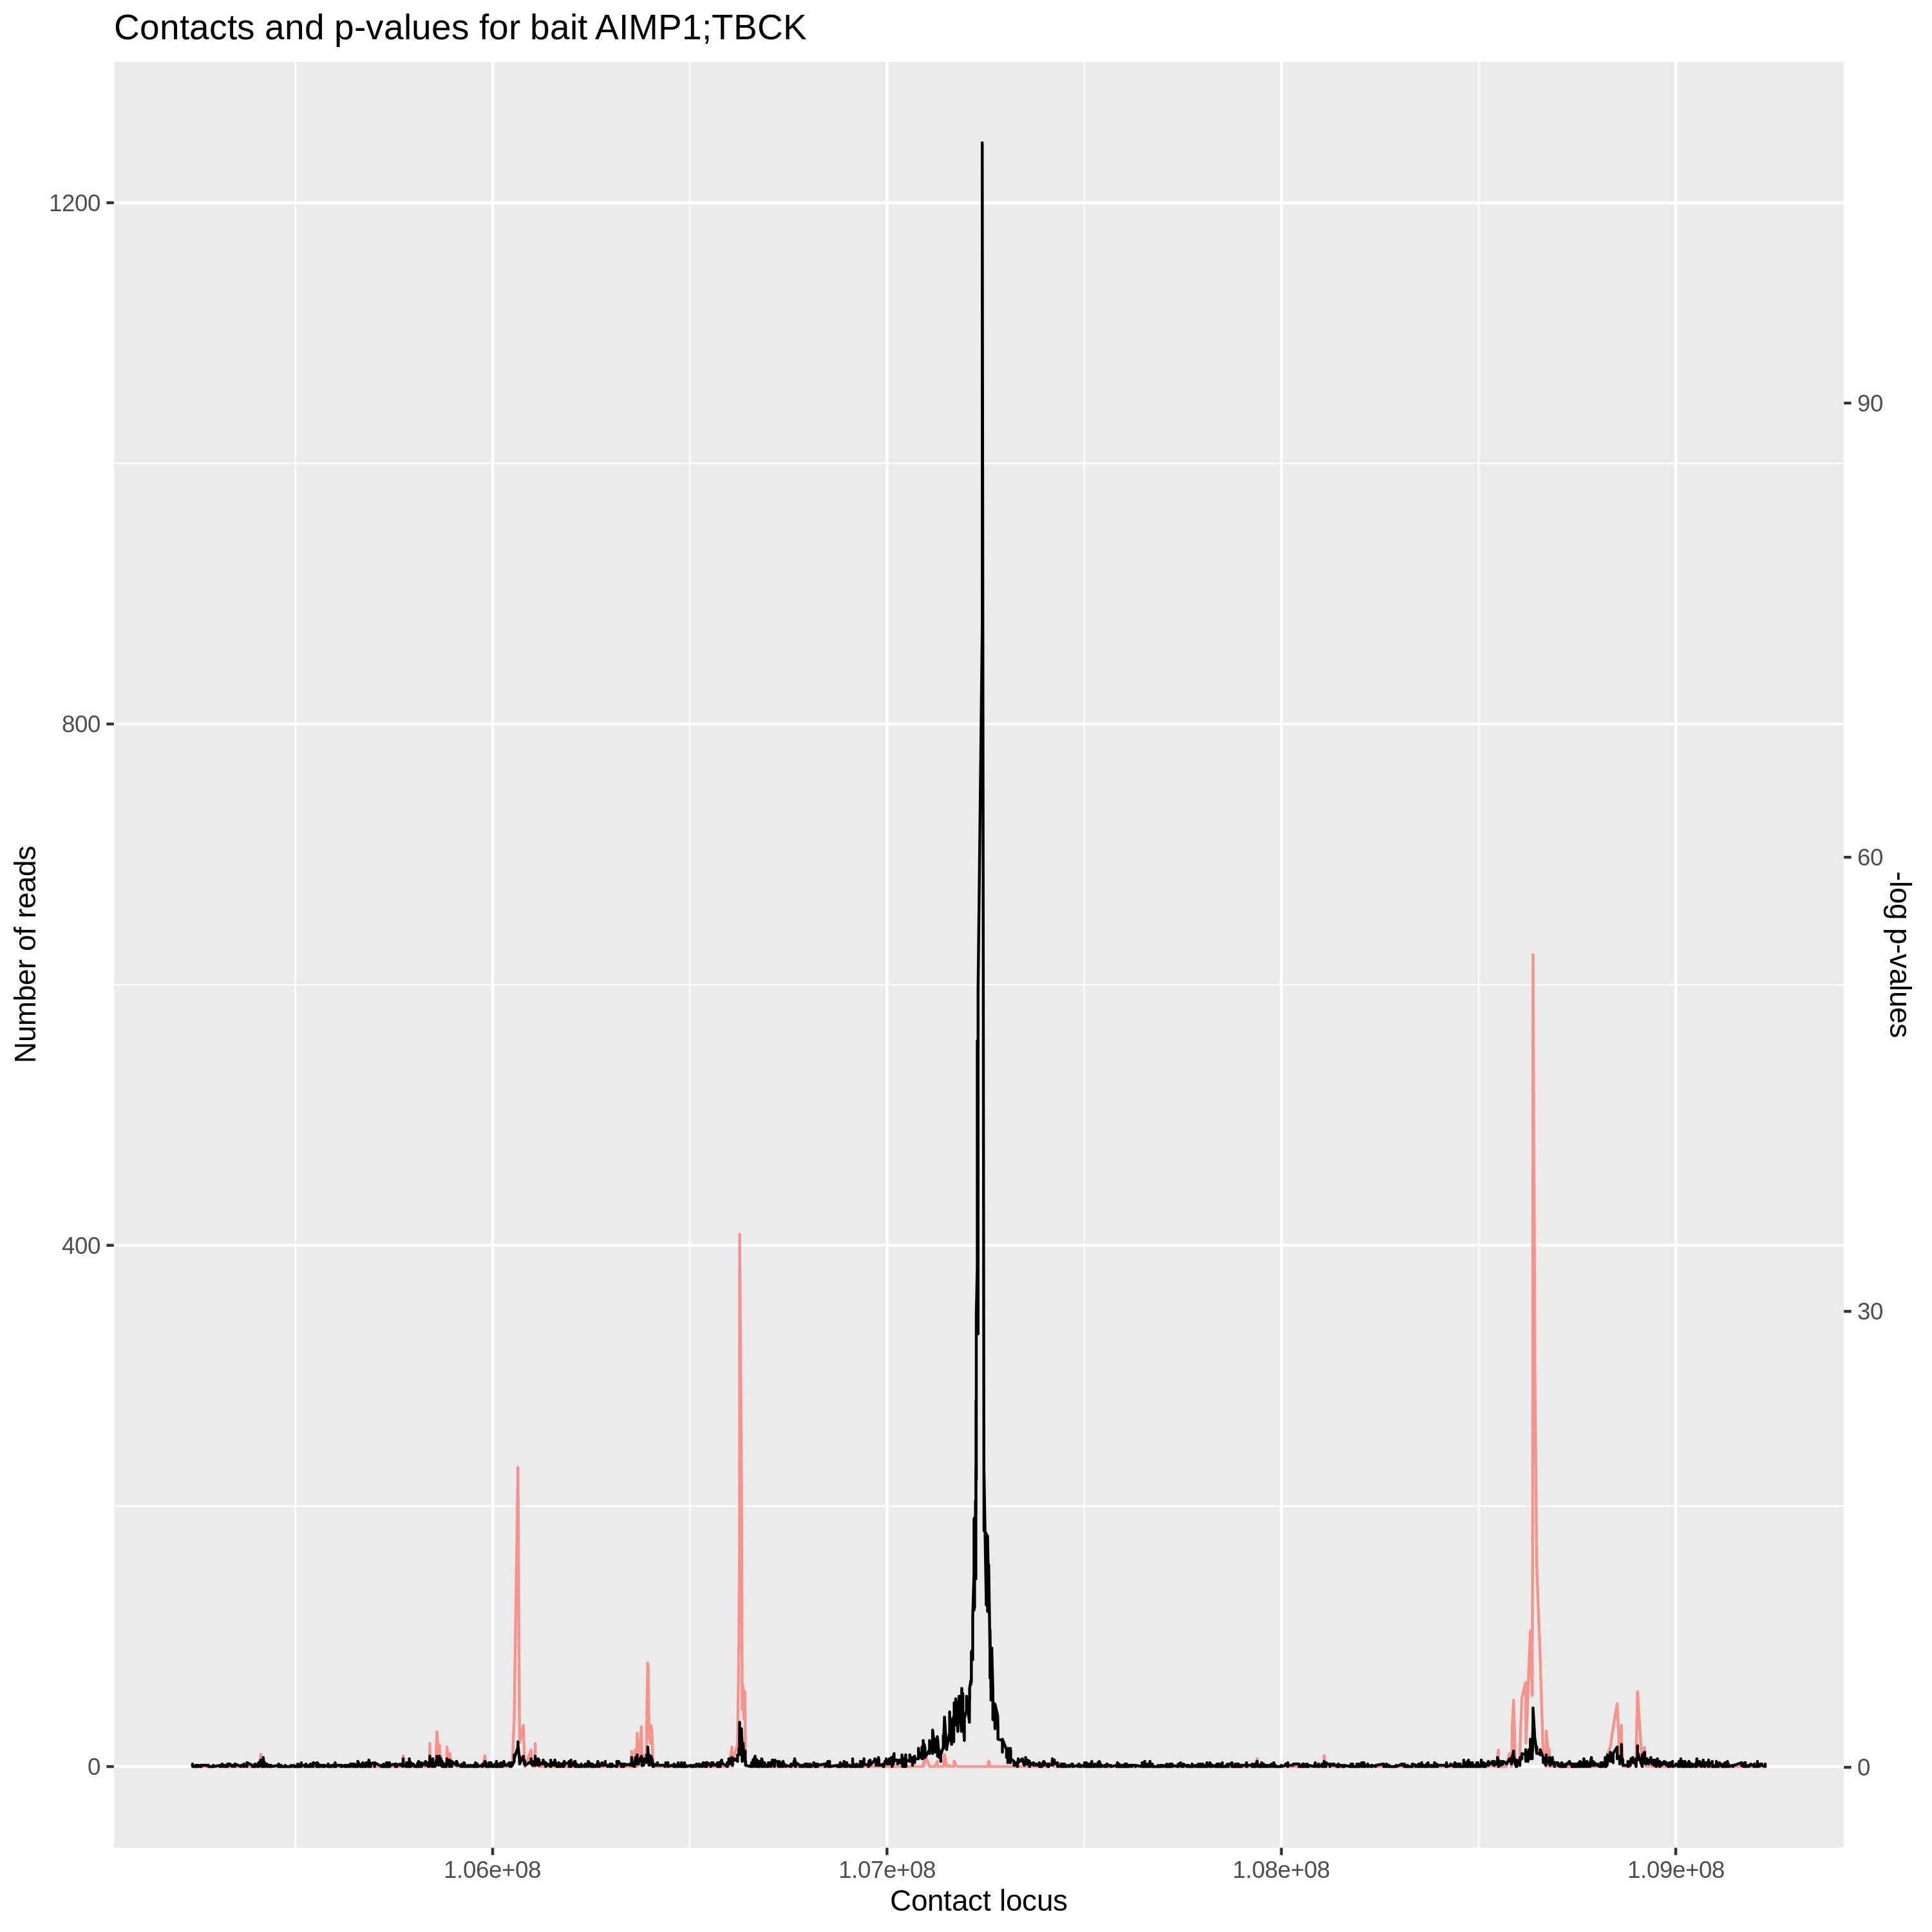 Contacts and p-values for bait AIMP1;TBCK
1200
800
400
0
Number of reads
90
60
30
0
-log p-values
1.06e+08
1.07e+08
1.08e+08
1.09e+08
Contact locus